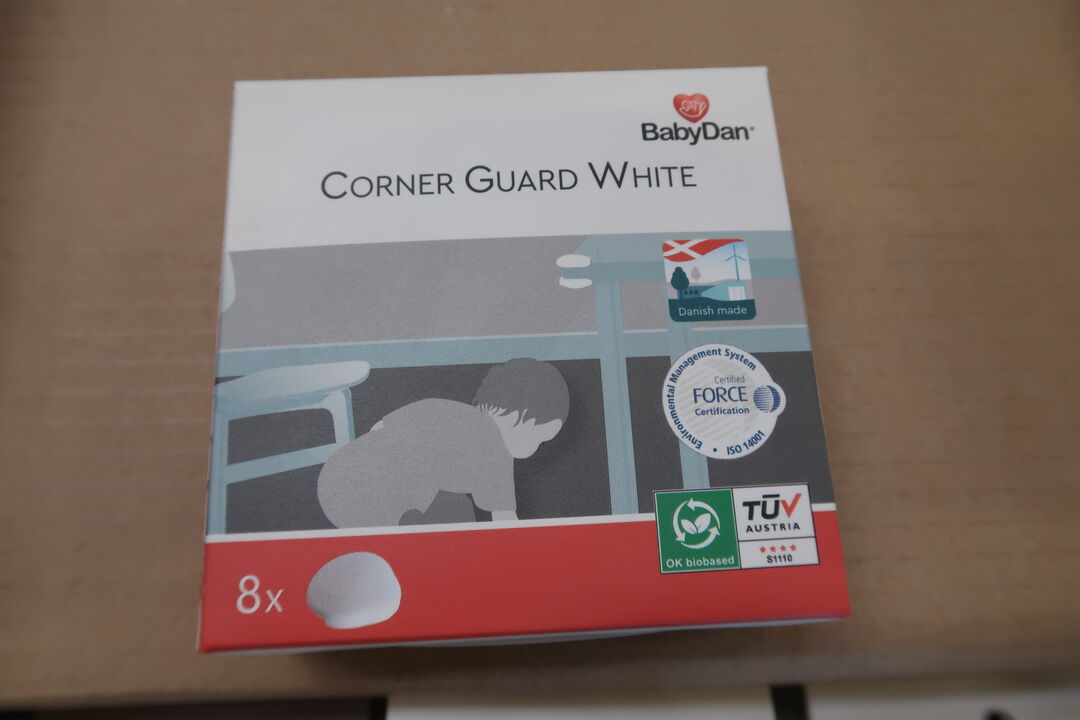 BabyDan®
CORNER GUARD WHITE
Danish made
Environmental Management System
Certified
FORCE
Certification
• ISO 14001 •
OK biobased
TÜV
AUSTRIA
★★★★
S1110
8x